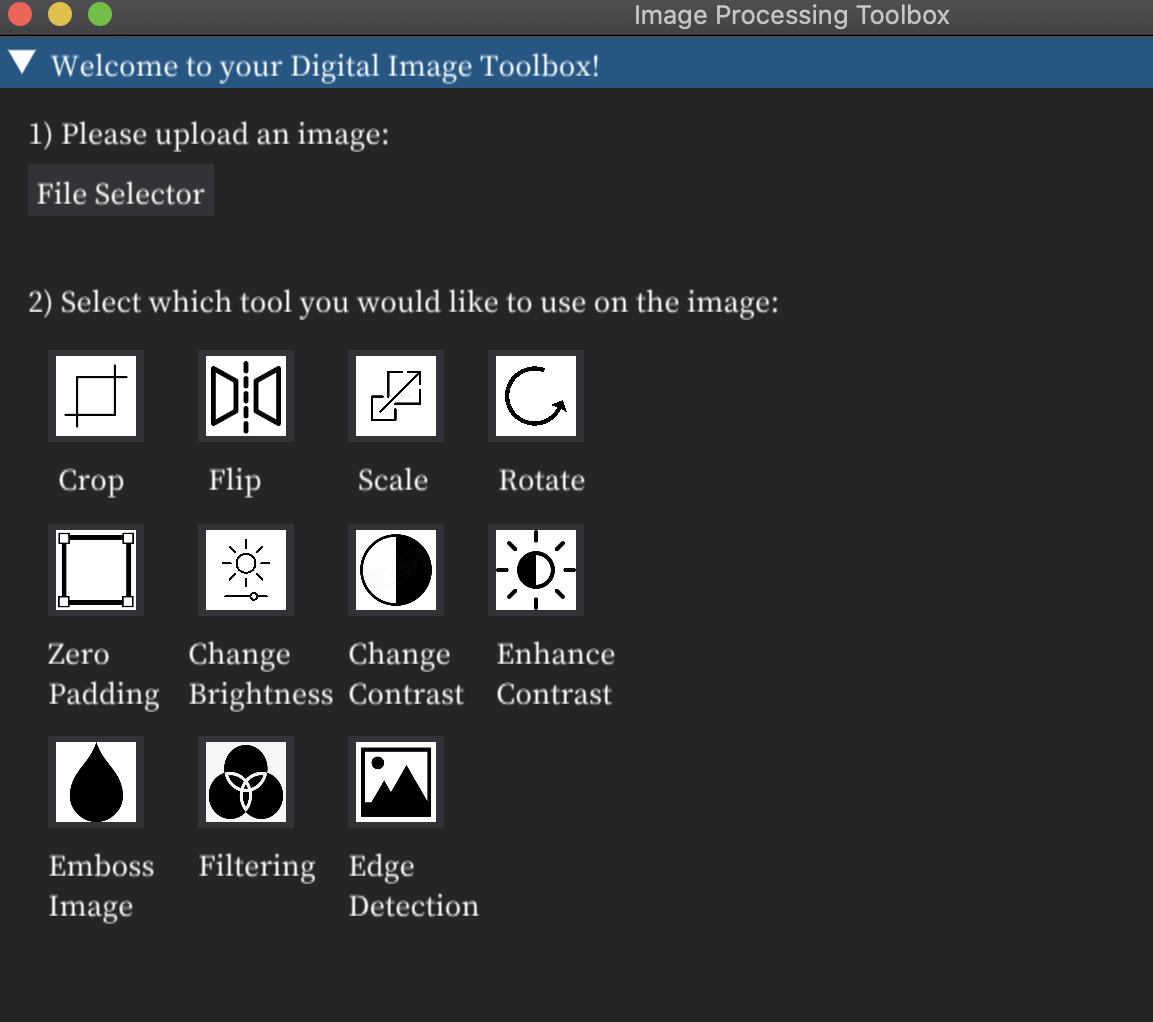 Image Processing Toolbox
Welcome to your Digital Image Toolbox!
1) Please upload an image:
File Selector
2) Select which tool you would like to use on the image:
Crop Flip Scale Rotate
Zero Change Change Enhance
Padding Brightness Contrast Contrast
Emboss Filtering Edge
Image Detection